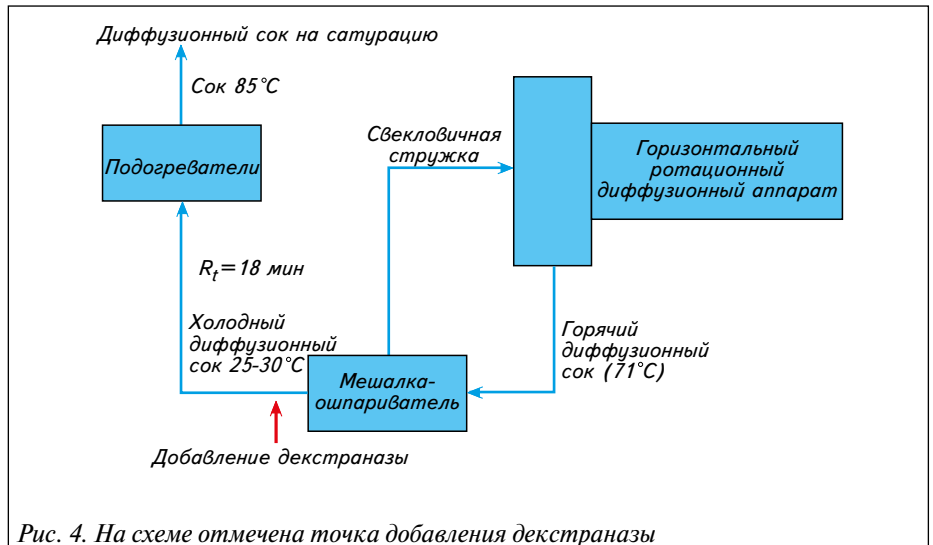 Диффузионный сок на сатурацию
Сок 85°С
Подогреватели
Свекловичная
стружка
Горизонтальный
ротационный
диффузионный аппарат
R_t=18 мин
Холодный
диффузионный
сок 25-30°С
Мешалка-
ошпариватель
Горячий
диффузионный
сок (71°С)
Добавление декстраназы
Рис. 4. На схеме отмечена точка добавления декстраназы